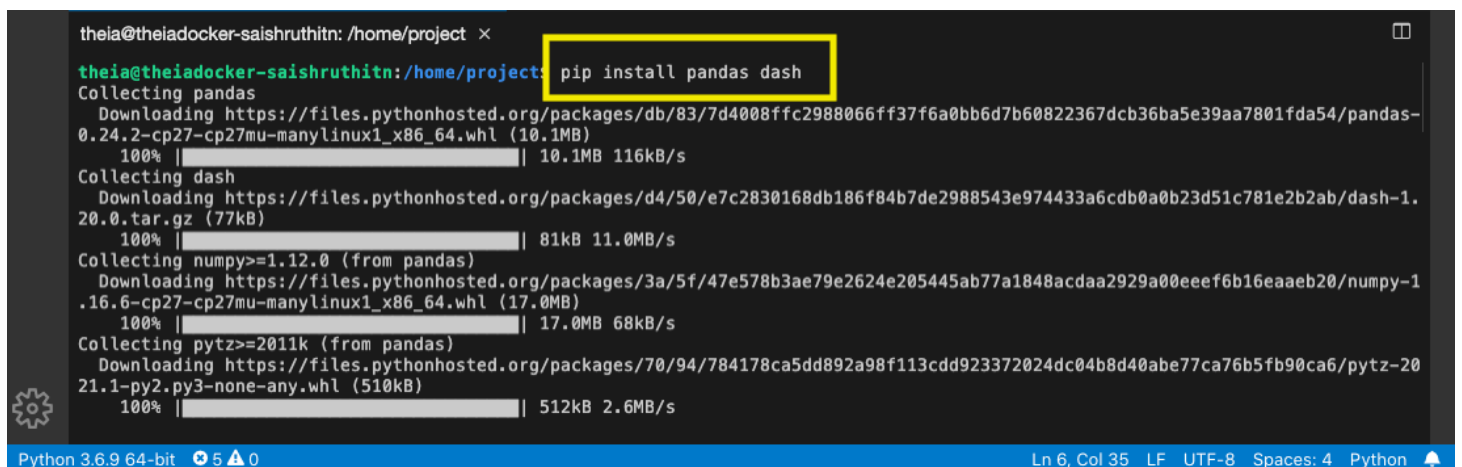 theia@theiadocker-saishruthitn: /home/project ×
theia@theiadocker-saishruthitn:/home/project$ pip install pandas dash
Collecting pandas
  Downloading https://files.pythonhosted.org/packages/db/83/7d4008ffc2988066ff37f6a0bb6d7b60822367dcb36ba5e39aa7801fda54/pandas-
0.24.2-cp27-cp27mu-manylinux1_x86_64.whl (10.1MB)
    100% |████████████████████████████████| 10.1MB 116kB/s
Collecting dash
  Downloading https://files.pythonhosted.org/packages/d4/50/e7c2830168db186f84b7de2988543e974433a6cdb0a0b23d51c781e2b2ab/dash-1.
20.0.tar.gz (77kB)
    100% |████████████████████████████████| 81kB 11.0MB/s
Collecting numpy>=1.12.0 (from pandas)
  Downloading https://files.pythonhosted.org/packages/3a/5f/47e578b3ae79e2624e205445ab77a1848acdaa2929a00eeef6b16eaaeb20/numpy-1
.16.6-cp27-cp27mu-manylinux1_x86_64.whl (17.0MB)
    100% |████████████████████████████████| 17.0MB 68kB/s
Collecting pytz>=2011k (from pandas)
  Downloading https://files.pythonhosted.org/packages/70/94/784178ca5dd892a98f113cdd923372024dc04b8d40abe77ca76b5fb90ca6/pytz-20
21.1-py2.py3-none-any.whl (510kB)
    100% |████████████████████████████████| 512kB 2.6MB/s
Python 3.6.9 64-bit 5 0 Ln 6, Col 35 LF UTF-8 Spaces: 4 Python